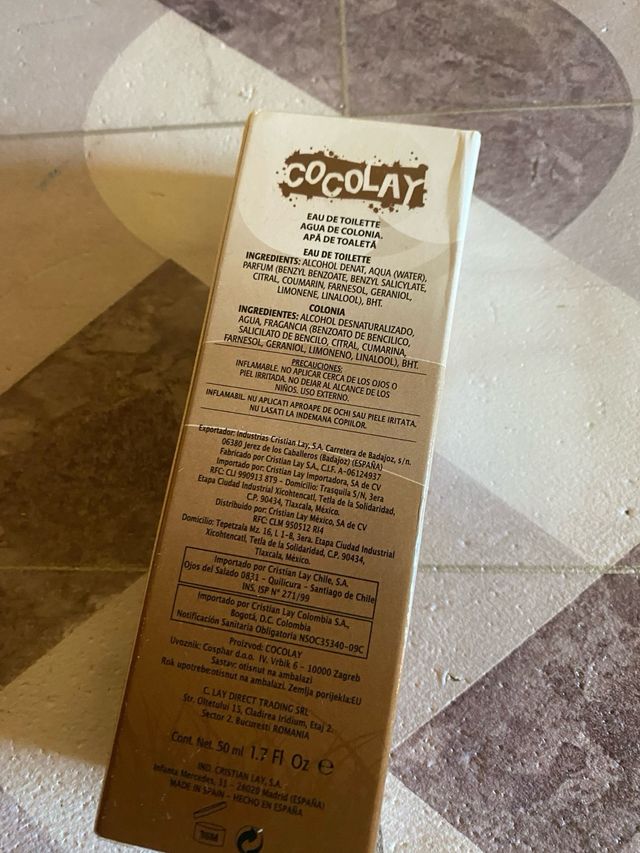 COCOLAY
EAU DE TOILETTE
AGUA DE COLONIA.
APĂ DE TOALETĂ
EAU DE TOILETTE
INGREDIENTS: ALCOHOL DENAT, AQUA (WATER),
PARFUM (BENZYL BENZOATE, BENZYL SALICYLATE,
CITRAL, COUMARIN, FARNESOL, GERANIOL,
LIMONENE, LINALOOL), BHT.
COLONIA
INGREDIENTES: ALCOHOL DESNATURALIZADO,
AGUA, FRAGANCIA (BENZOATO DE BENCILICO,
SALICILATO DE BENCILO, CITRAL, CUMARINA,
FARNESOL, GERANIOL, LIMONENO, LINALOOL), BHT.
PRECAUCIONES:
INFLAMABLE. NO APLICAR CERCA DE LOS OJOS O
PIEL IRRITADA. NO DEJAR AL ALCANCE DE LOS
NIÑOS. USO EXTERNO.
INFLAMABIL. NU APLICATI APROAPE DE OCHI SAU PIELE IRITATA.
NU LASATI LA INDEMANA COPIILOR.
Exportador: Industrias Cristian Lay, S.A. Carretera de Badajoz, s/n.
06380 Jerez de los Caballeros (Badajoz) (ESPAÑA)
Fabricado por Cristian Lay S.A., C.I.F. A-06124937
Importado por: Cristian Lay Importadora, SA de CV
RFC: CLI 990913 8T9 - Domicilio: Trasquila S/N, 3era
Etapa Ciudad Industrial Xicohtencatl, Tetla de la Solidaridad,
C.P. 90434, Tlaxcala, México.
Distribuido por: Cristian Lay México, SA de CV
RFC: CLM 950512 RI4
Domicilio: Tepetzala Mz. 16, L 1-8, 3era. Etapa Ciudad Industrial
Xicohtencatl, Tetla de la Solidaridad, C.P. 90434,
Tlaxcala, México.
Importado por Cristian Lay Chile, S.A.
Ojos del Salado 0831 - Quilicura - Santiago de Chile
INS. ISP N° 271/99
Importado por Cristian Lay Colombia S.A.,
Bogotá, D.C. Colombia
Notificación Sanitaria Obligatoria NSOC35340-09C
Proizvod: COCOLAY
Uvoznik: Cosphar d.o.o. IV. Vrbik 6 - 10000 Zagreb
Sastav: otisnut na ambalazi
Rok upotrebe:otisnut na ambalazi. Zemlja porijekla:EU
C. LAY DIRECT TRADING SRL
Str. Oltetului 15, Cladirea Iridium, Etaj 2,
Sector 2, Bucuresti ROMANIA
Cont. Net. 50 ml 1.7 Fl Oz e
IND. CRISTIAN LAY, S.A.
Infanta Mercedes, 31 - 28020 Madrid (ESPAÑA)
MADE IN SPAIN - HECHO EN ESPAÑA
36M